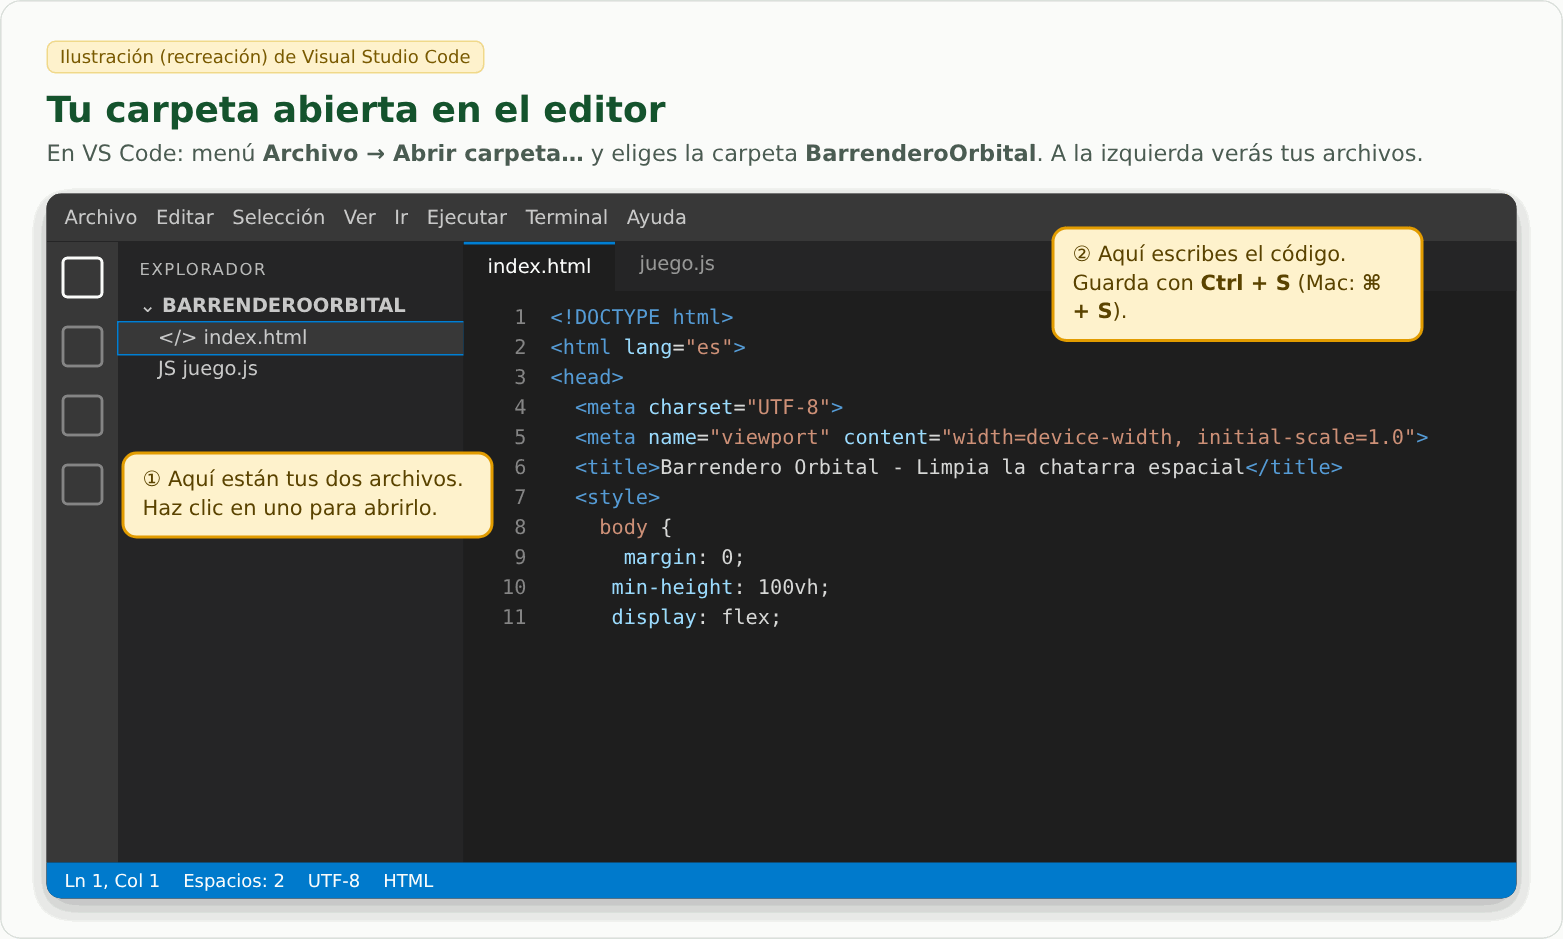 Ilustración (recreación) de Visual Studio Code
Tu carpeta abierta en el editor
En VS Code: menú Archivo → Abrir carpeta… y eliges la carpeta BarrenderoOrbital. A la izquierda verás tus archivos.
Archivo Editar Selección Ver Ir Ejecutar Terminal Ayuda
EXPLORADOR
⌄ BARRENDEROORBITAL
</> index.html
JS juego.js
① Aquí están tus dos archivos.
Haz clic en uno para abrirlo.
index.html juego.js
② Aquí escribes el código.
Guarda con Ctrl + S (Mac: ⌘
+ S).
1 <!DOCTYPE html>
2 <html lang="es">
3 <head>
4   <meta charset="UTF-8">
5   <meta name="viewport" content="width=device-width, initial-scale=1.0">
6   <title>Barrendero Orbital - Limpia la chatarra espacial</title>
7   <style>
8     body {
9       margin: 0;
10      min-height: 100vh;
11      display: flex;
Ln 1, Col 1 Espacios: 2 UTF-8 HTML